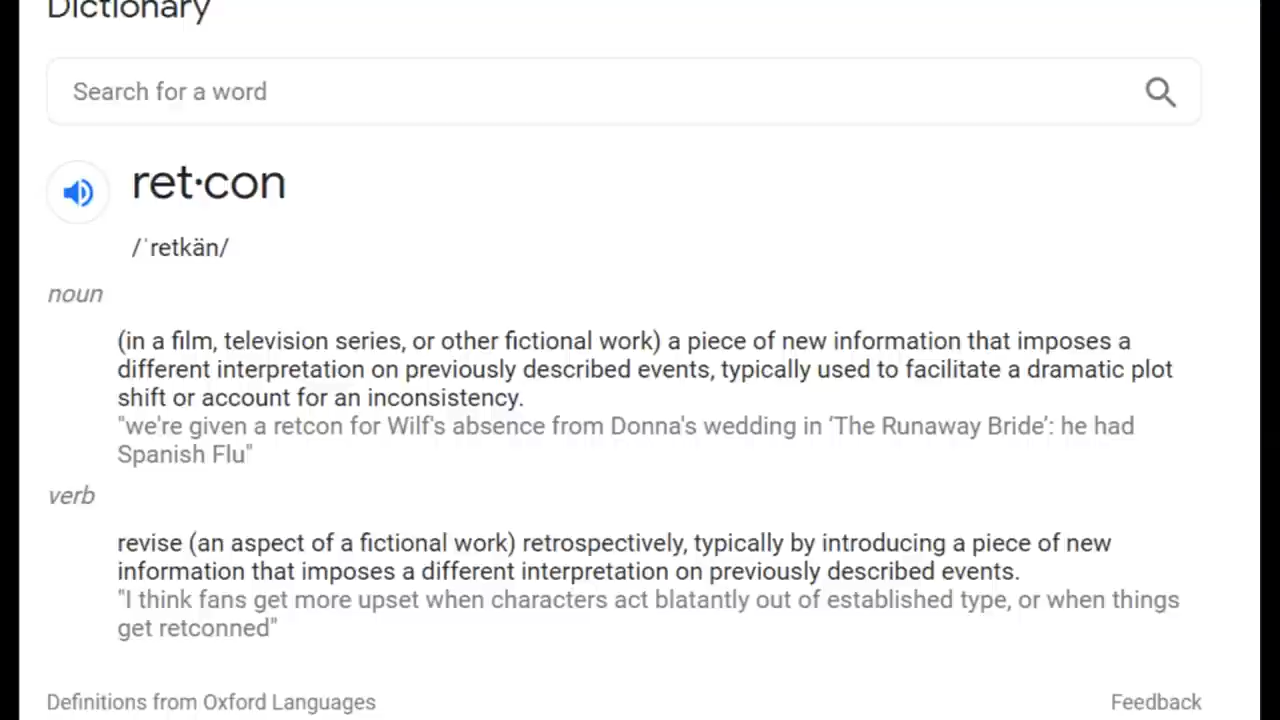 Dictionary
Search for a word
ret·con
/ˈretkän/
noun
(in a film, television series, or other fictional work) a piece of new information that imposes a
different interpretation on previously described events, typically used to facilitate a dramatic plot
shift or account for an inconsistency.
"we're given a retcon for Wilf's absence from Donna's wedding in ‘The Runaway Bride’: he had
Spanish Flu"
verb
revise (an aspect of a fictional work) retrospectively, typically by introducing a piece of new
information that imposes a different interpretation on previously described events.
"I think fans get more upset when characters act blatantly out of established type, or when things
get retconned"
Definitions from Oxford Languages
Feedback